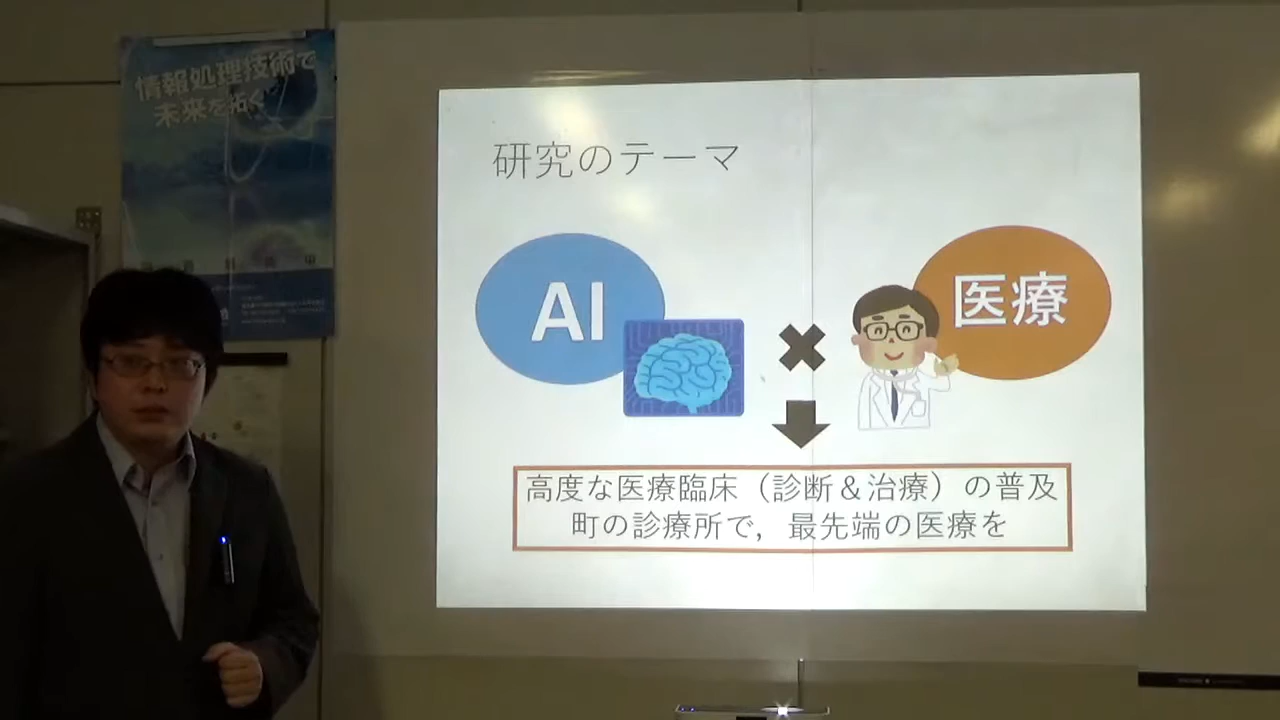 情報処理技術で
未来を拓く
研究のテーマ
AI
医療
高度な医療臨床（診断＆治療）の普及
町の診療所で，最先端の医療を